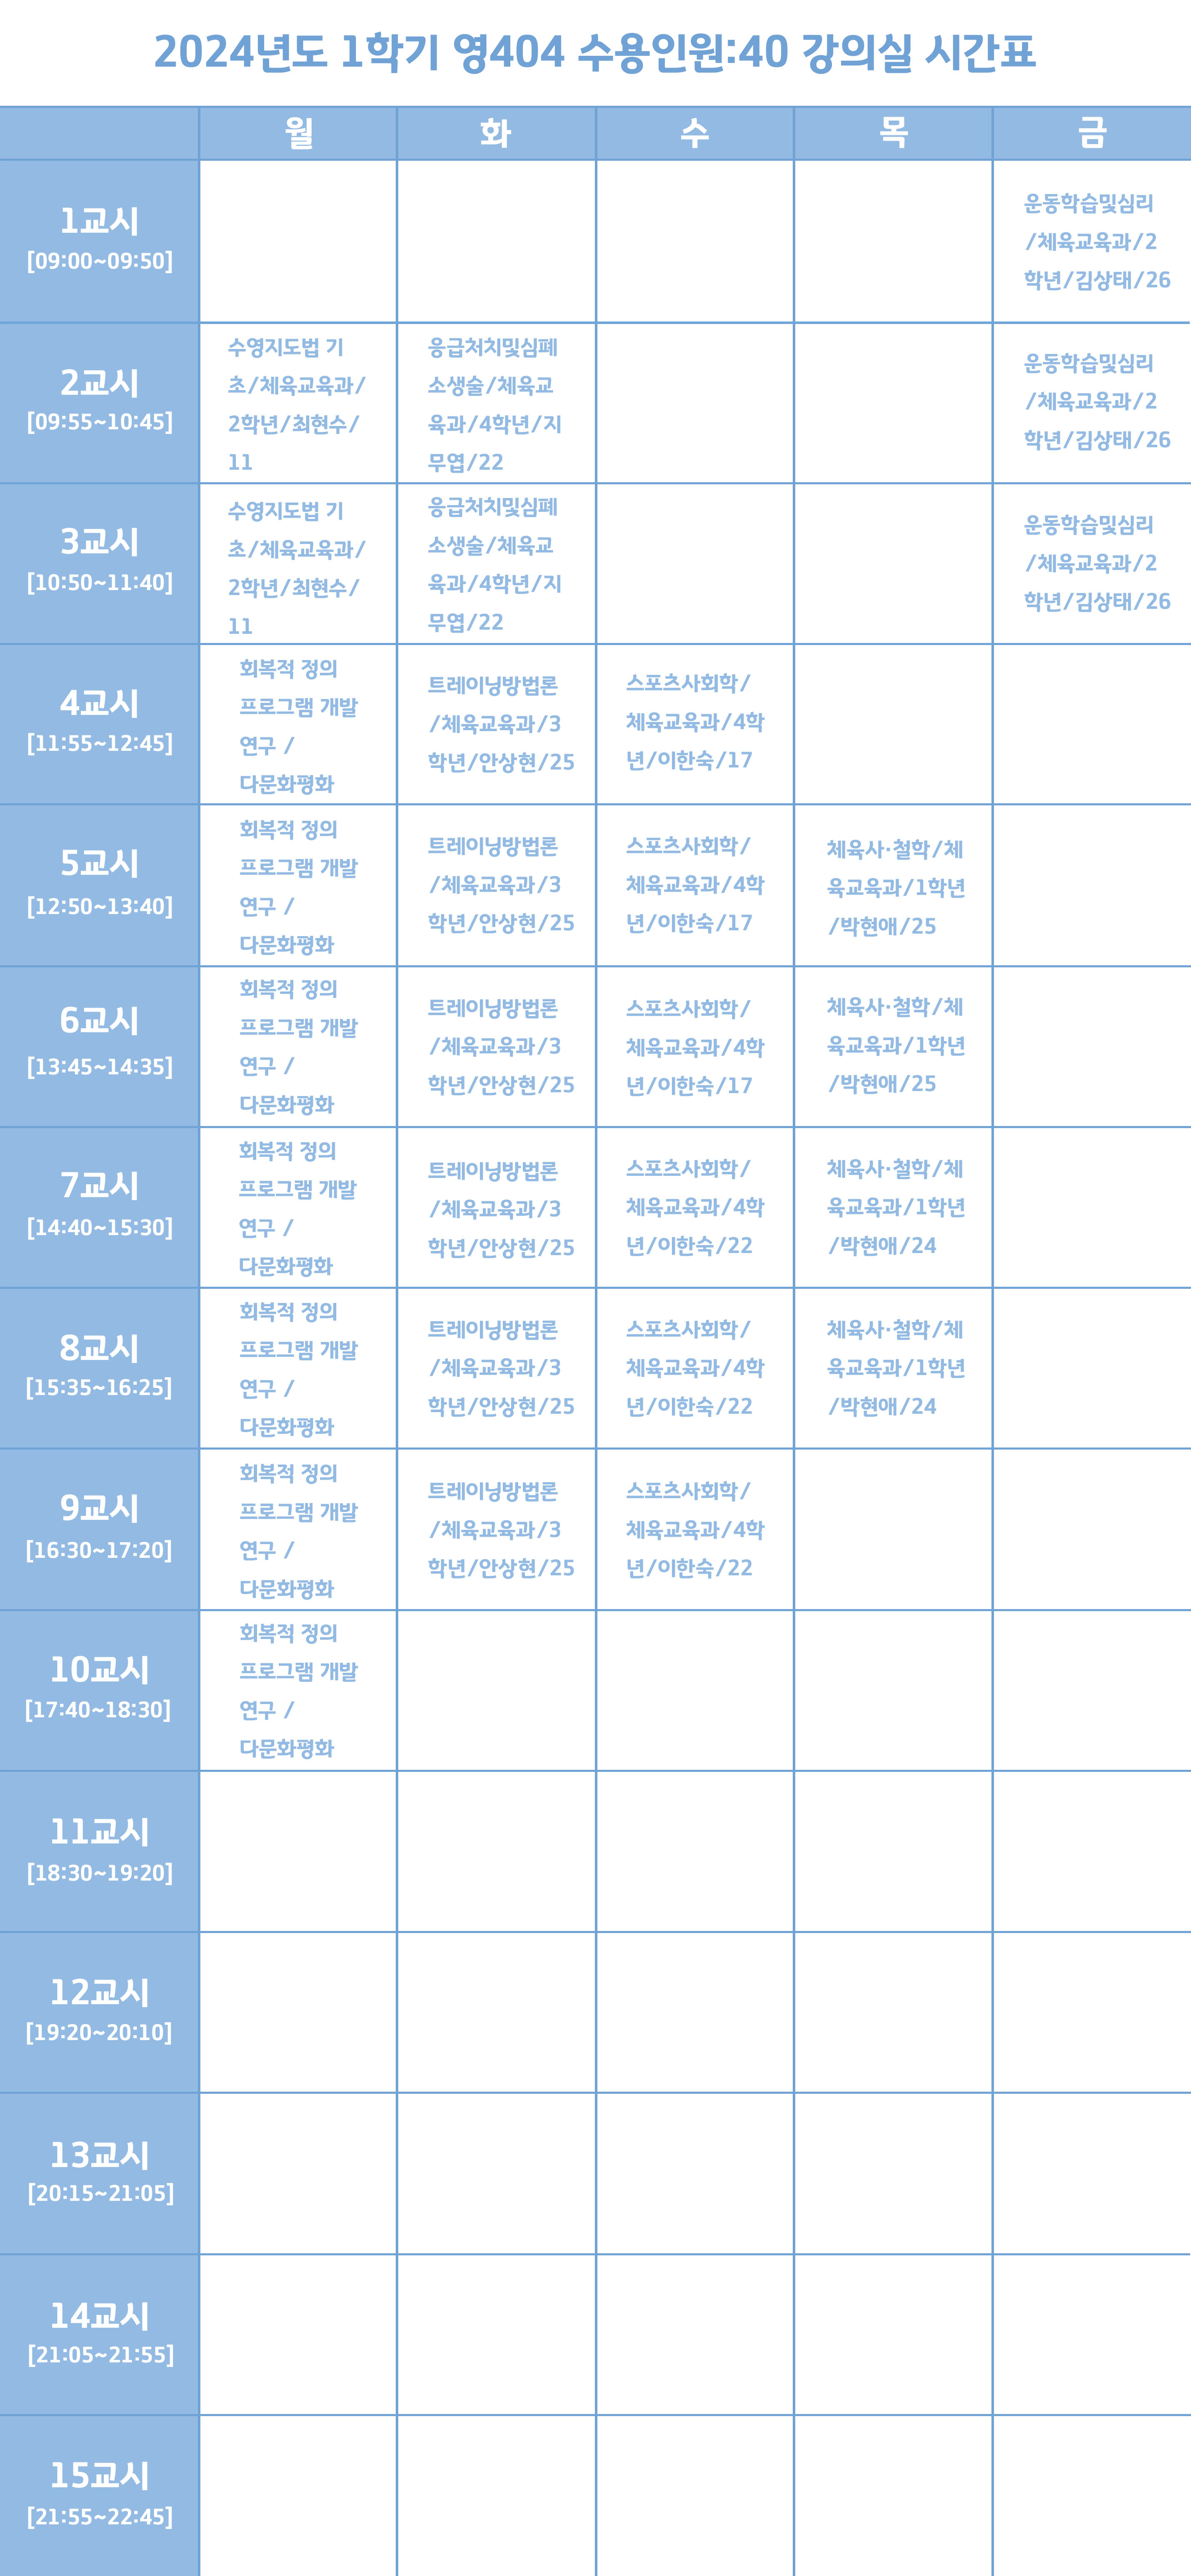 2024년도 1학기 영404 수용인원:40 강의실 시간표
월 화 수 목 금
1교시
[09:00~09:50]
운동학습및심리
/체육교육과/2
학년/김상태/26
2교시
[09:55~10:45]
수영지도법 기
초/체육교육과/
2학년/최현수/
11
응급처치및심폐
소생술/체육교
육과/4학년/지
무엽/22
운동학습및심리
/체육교육과/2
학년/김상태/26
3교시
[10:50~11:40]
수영지도법 기
초/체육교육과/
2학년/최현수/
11
응급처치및심폐
소생술/체육교
육과/4학년/지
무엽/22
운동학습및심리
/체육교육과/2
학년/김상태/26
4교시
[11:55~12:45]
회복적 정의
프로그램 개발
연구 /
다문화평화
트레이닝방법론
/체육교육과/3
학년/안상현/25
스포츠사회학/
체육교육과/4학
년/이한숙/17
5교시
[12:50~13:40]
회복적 정의
프로그램 개발
연구 /
다문화평화
트레이닝방법론
/체육교육과/3
학년/안상현/25
스포츠사회학/
체육교육과/4학
년/이한숙/17
체육사·철학/체
육교육과/1학년
/박현애/25
6교시
[13:45~14:35]
회복적 정의
프로그램 개발
연구 /
다문화평화
트레이닝방법론
/체육교육과/3
학년/안상현/25
스포츠사회학/
체육교육과/4학
년/이한숙/17
체육사·철학/체
육교육과/1학년
/박현애/25
7교시
[14:40~15:30]
회복적 정의
프로그램 개발
연구 /
다문화평화
트레이닝방법론
/체육교육과/3
학년/안상현/25
스포츠사회학/
체육교육과/4학
년/이한숙/22
체육사·철학/체
육교육과/1학년
/박현애/24
8교시
[15:35~16:25]
회복적 정의
프로그램 개발
연구 /
다문화평화
트레이닝방법론
/체육교육과/3
학년/안상현/25
스포츠사회학/
체육교육과/4학
년/이한숙/22
체육사·철학/체
육교육과/1학년
/박현애/24
9교시
[16:30~17:20]
회복적 정의
프로그램 개발
연구 /
다문화평화
트레이닝방법론
/체육교육과/3
학년/안상현/25
스포츠사회학/
체육교육과/4학
년/이한숙/22
10교시
[17:40~18:30]
회복적 정의
프로그램 개발
연구 /
다문화평화
11교시
[18:30~19:20]
12교시
[19:20~20:10]
13교시
[20:15~21:05]
14교시
[21:05~21:55]
15교시
[21:55~22:45]